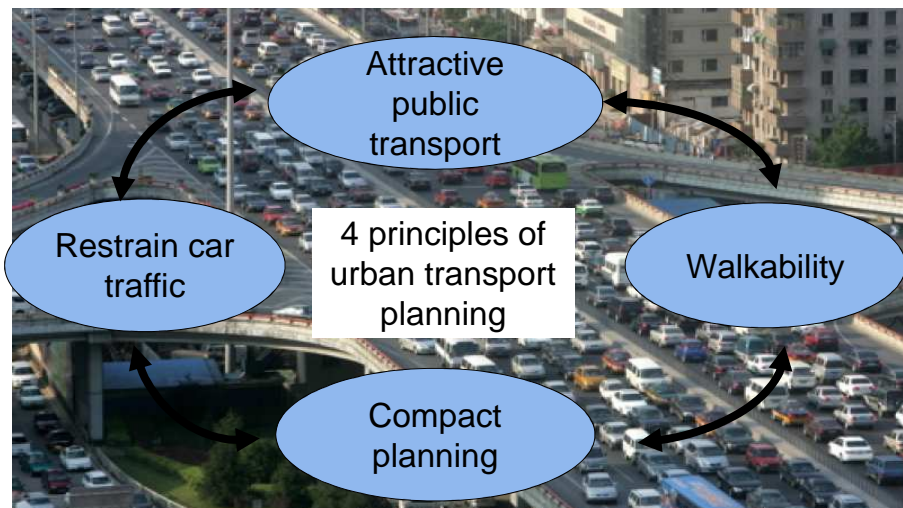 Attractive
public
transport
Restrain car
traffic
4 principles of
urban transport
planning
Walkability
Compact
planning